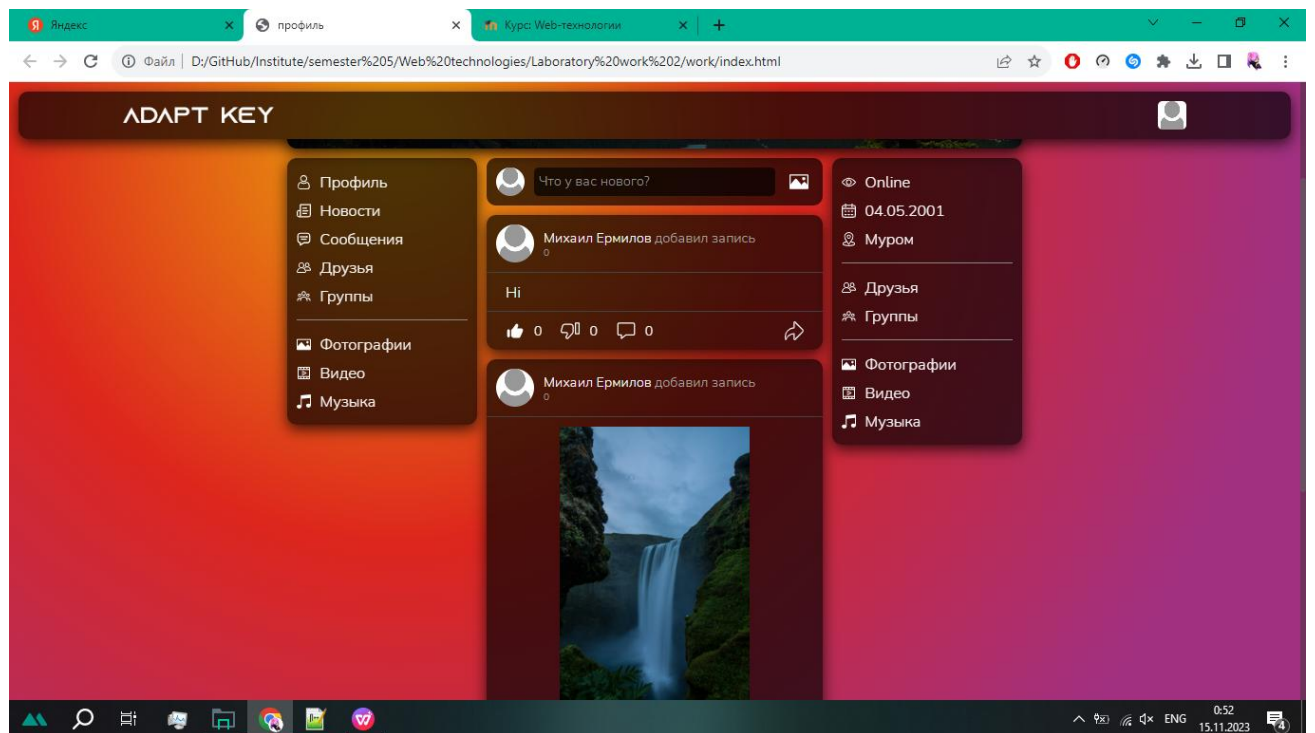 Яндекс
профиль
Курс: Web-технологии
Файл | D:/GitHub/Institute/semester%205/Web%20technologies/Laboratory%20work%202/work/index.html
ADAPT KEY
Профиль
Новости
Сообщения
Друзья
Группы
Фотографии
Видео
Музыка
Что у вас нового?
Михаил Ермилов добавил запись
0
Hi
0 0 0
Михаил Ермилов добавил запись
0
Online
04.05.2001
Муром
Друзья
Группы
Фотографии
Видео
Музыка
ENG
0:52
15.11.2023
4